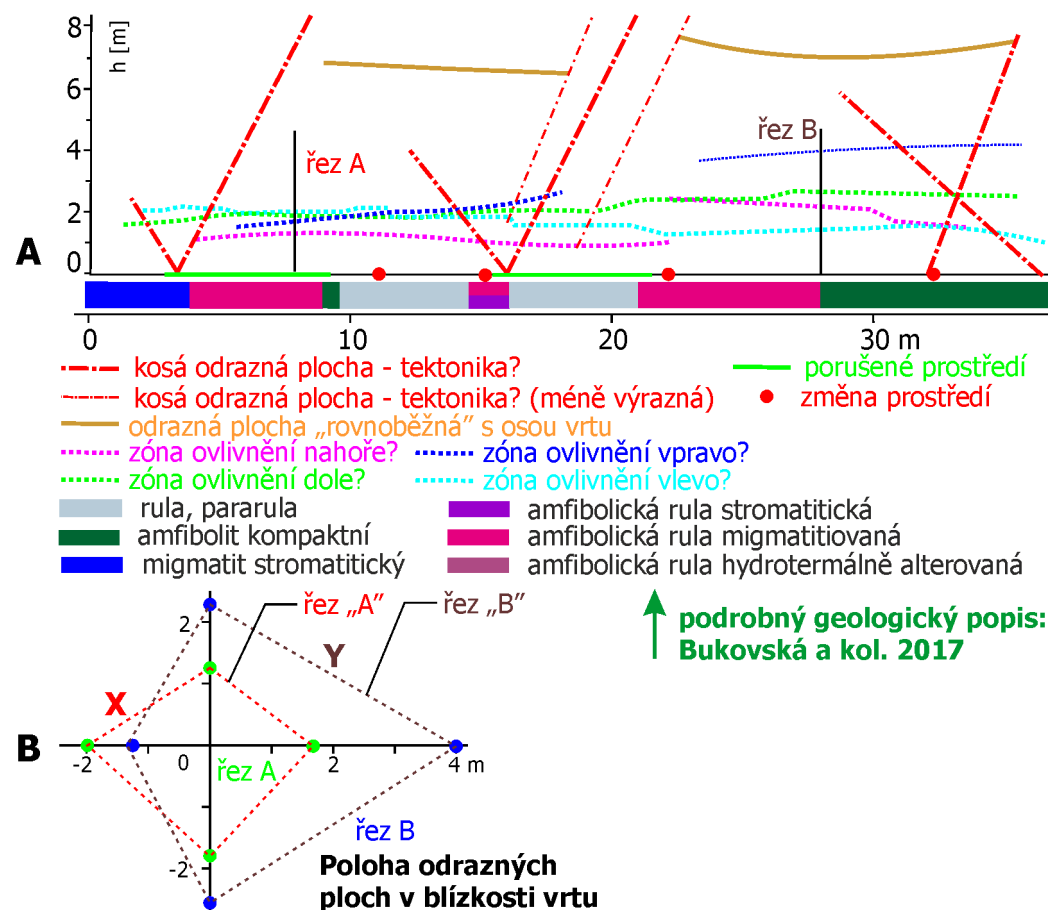 8
h [m]
6
4
2
0
A
řez A
řez B
0
10
20
30 m
kosá odrazná plocha - tektonika?
porušené prostředí
kosá odrazná plocha - tektonika? (méně výrazná)
změna prostředí
odrazná plocha „rovnoběžná” s osou vrtu
zóna ovlivnění nahoře?
zóna ovlivnění vpravo?
zóna ovlivnění dole?
zóna ovlivnění vlevo?
rula, pararula
amfibolická rula stromatitická
amfibolit kompaktní
amfibolická rula migmatitiovaná
migmatit stromatitický
amfibolická rula hydrotermálně alterovaná
řez „A”
řez „B”
podrobný geologický popis:
Bukovská a kol. 2017
2
Y
X
B
-2
0
2
4 m
řez A
řez B
-2
Poloha odrazných
ploch v blízkosti vrtu